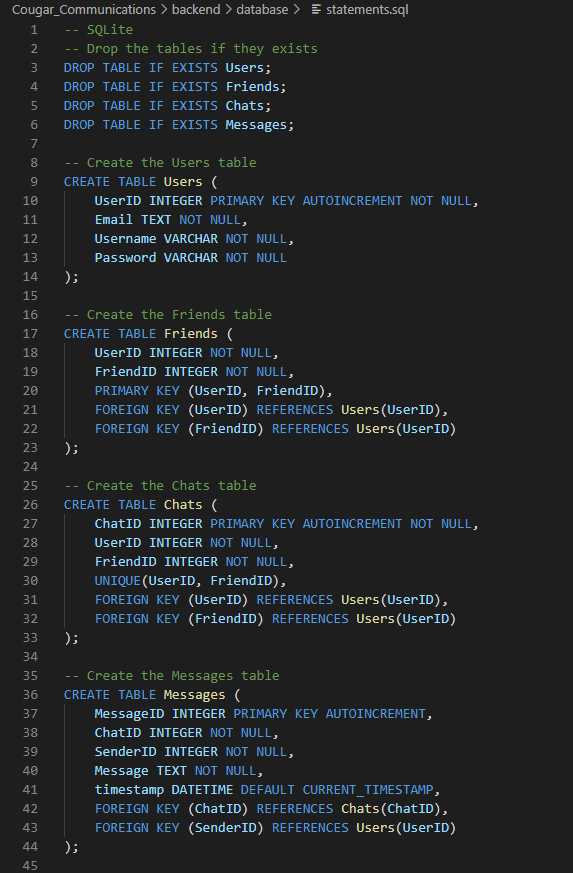 Cougar_Communications > backend > database > statements.sql
1 -- SQLite
2 -- Drop the tables if they exists
3 DROP TABLE IF EXISTS Users;
4 DROP TABLE IF EXISTS Friends;
5 DROP TABLE IF EXISTS Chats;
6 DROP TABLE IF EXISTS Messages;
7
8 -- Create the Users table
9 CREATE TABLE Users (
10     UserID INTEGER PRIMARY KEY AUTOINCREMENT NOT NULL,
11     Email TEXT NOT NULL,
12     Username VARCHAR NOT NULL,
13     Password VARCHAR NOT NULL
14 );
15
16 -- Create the Friends table
17 CREATE TABLE Friends (
18     UserID INTEGER NOT NULL,
19     FriendID INTEGER NOT NULL,
20     PRIMARY KEY (UserID, FriendID),
21     FOREIGN KEY (UserID) REFERENCES Users(UserID),
22     FOREIGN KEY (FriendID) REFERENCES Users(UserID)
23 );
24
25 -- Create the Chats table
26 CREATE TABLE Chats (
27     ChatID INTEGER PRIMARY KEY AUTOINCREMENT NOT NULL,
28     UserID INTEGER NOT NULL,
29     FriendID INTEGER NOT NULL,
30     UNIQUE(UserID, FriendID),
31     FOREIGN KEY (UserID) REFERENCES Users(UserID),
32     FOREIGN KEY (FriendID) REFERENCES Users(UserID)
33 );
34
35 -- Create the Messages table
36 CREATE TABLE Messages (
37     MessageID INTEGER PRIMARY KEY AUTOINCREMENT,
38     ChatID INTEGER NOT NULL,
39     SenderID INTEGER NOT NULL,
40     Message TEXT NOT NULL,
41     timestamp DATETIME DEFAULT CURRENT_TIMESTAMP,
42     FOREIGN KEY (ChatID) REFERENCES Chats(ChatID),
43     FOREIGN KEY (SenderID) REFERENCES Users(UserID)
44 );
45